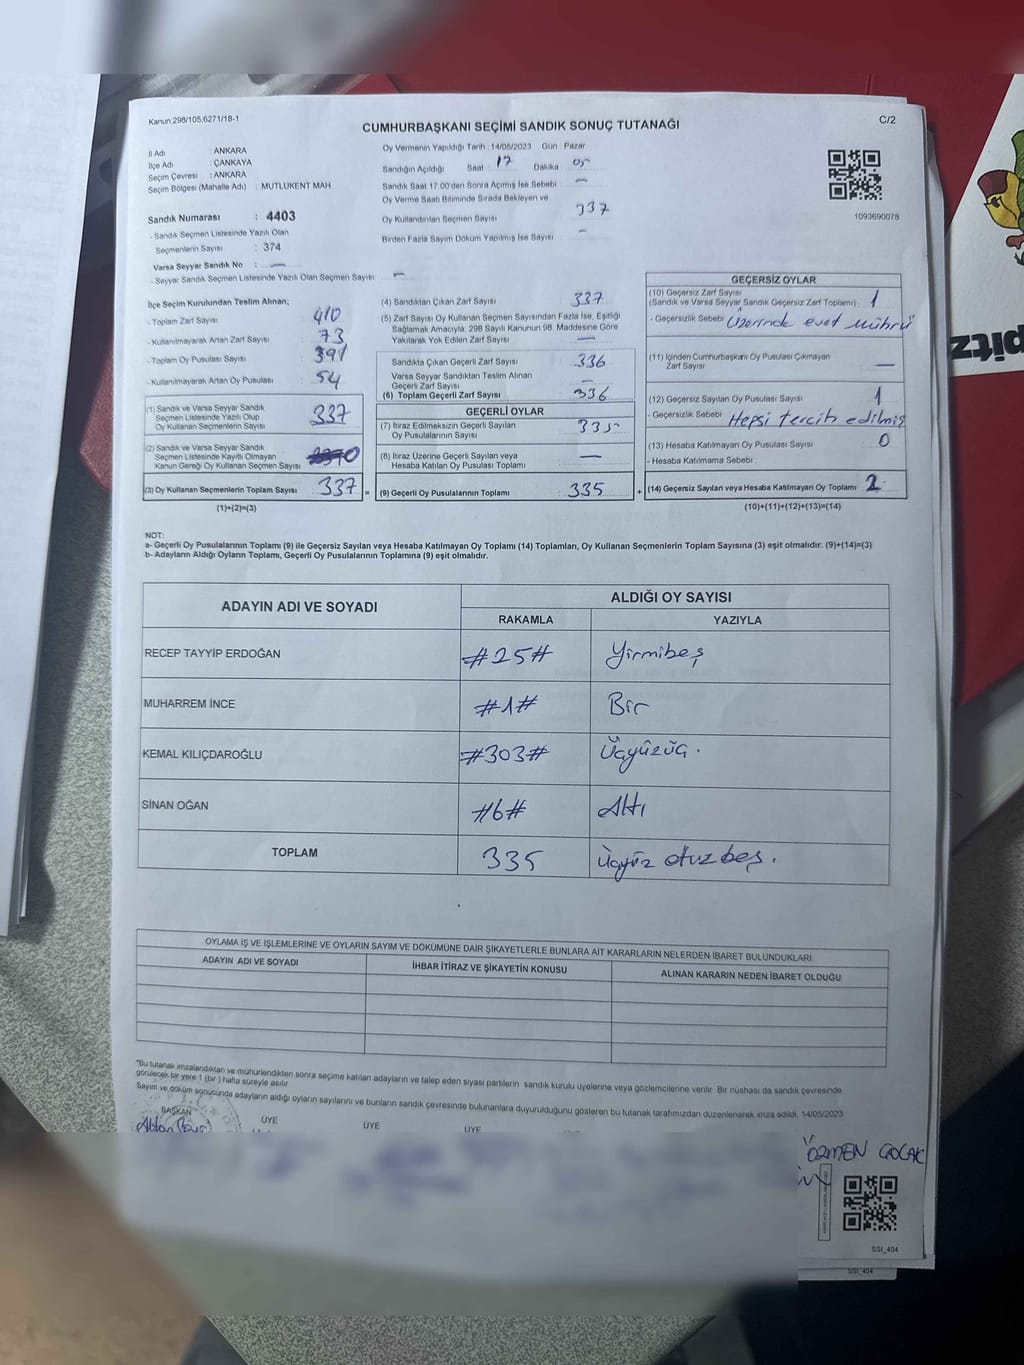 Kanun:298/105,6271/18-1
CUMHURBAŞKANI SEÇİMİ SANDIK SONUÇ TUTANAĞI
C/2
İl Adı : ANKARA
İlçe Adı : ÇANKAYA
Seçim Çevresi : ANKARA
Seçim Bölgesi (Mahalle Adı) : MUTLUKENT MAH
Sandık Numarası : 4403
- Sandık Seçmen Listesinde Yazılı Olan
Seçmenlerin Sayısı : 374
Varsa Seyyar Sandık No : —
- Seyyar Sandık Seçmen Listesinde Yazılı Olan Seçmen Sayısı : —
Oy Vermenin Yapıldığı Tarih : 14/05/2023 Gün : Pazar
Sandığın Açıldığı Saat : 17 Dakika : 05
Sandık Saat 17.00'den Sonra Açımış İse Sebebi : —
Oy Verme Saati Bitiminde Sırada Bekleyen ve
Oy Kullandırılan Seçmen Sayısı : 337
Birden Fazla Sayım Döküm Yapılmış İse Sayısı : —
1093690078
İlçe Seçim Kurulundan Teslim Alınan;
- Toplam Zarf Sayısı : 410
- Kullanılmayarak Artan Zarf Sayısı : 73
- Toplam Oy Pusulası Sayısı : 391
- Kullanılmayarak Artan Oy Pusulası : 54
(1) Sandık ve Varsa Seyyar Sandık
Seçmen Listesinde Yazılı Olup
Oy Kullanan Seçmenlerin Sayısı : 337
(2) Sandık ve Varsa Seyyar Sandık
Seçmen Listesinde Kayıtlı Olmayan
Kanun Gereği Oy Kullanan Seçmen Sayısı : 0
(3) Oy Kullanan Seçmenlerin Toplam Sayısı : 337 =
(1)+(2)=(3)
(4) Sandıktan Çıkan Zarf Sayısı : 337
(5) Zarf Sayısı Oy Kullanan Seçmen Sayısından Fazla İse, Eşitliği
Sağlamak Amacıyla; 298 Sayılı Kanunun 98. Maddesine Göre
Yakılarak Yok Edilen Zarf Sayısı : —
Sandıkta Çıkan Geçerli Zarf Sayısı : 336
Varsa Seyyar Sandıktan Teslim Alınan
Geçerli Zarf Sayısı : —
(6) Toplam Geçerli Zarf Sayısı : 336
GEÇERLİ OYLAR
(7) İtiraz Edilmeksizin Geçerli Sayılan
Oy Pusulalarının Sayısı : 335
(8) İtiraz Üzerine Geçerli Sayılan veya
Hesaba Katılan Oy Pusulası Toplamı : —
(9) Geçerli Oy Pusulalarının Toplamı : 335 +
GEÇERSİZ OYLAR
(10) Geçersiz Zarf Sayısı
(Sandık ve Varsa Seyyar Sandık Geçersiz Zarf Toplamı) : 1
- Geçersizlik Sebebi : Üzerinde evet mührü
(11) İçinden Cumhurbaşkanı Oy Pusulası Çıkmayan
Zarf Sayısı : —
(12) Geçersiz Sayılan Oy Pusulası Sayısı : 1
- Geçersizlik Sebebi : Hepsi tercih edilmiş
(13) Hesaba Katılmayan Oy Pusulası Sayısı : 0
- Hesaba Katılmama Sebebi :
(14) Geçersiz Sayılan veya Hesaba Katılmayan Oy Toplamı : 2
(10)+(11)+(12)+(13)=(14)
NOT:
a- Geçerli Oy Pusulalarının Toplamı (9) ile Geçersiz Sayılan veya Hesaba Katılmayan Oy Toplamı (14) Toplamları, Oy Kullanan Seçmenlerin Toplam Sayısına (3) eşit olmalıdır. (9)+(14)=(3)
b- Adayların Aldığı Oyların Toplamı, Geçerli Oy Pusulalarının Toplamına (9) eşit olmalıdır.
ADAYIN ADI VE SOYADI
ALDIĞI OY SAYISI
RAKAMLA YAZIYLA
RECEP TAYYİP ERDOĞAN #25# Yirmibeş
MUHARREM İNCE #1# Bir
KEMAL KILIÇDAROĞLU #303# Üçyüzüç.
SİNAN OĞAN #6# Altı
TOPLAM 335 Üçyüz otuz beş.
OYLAMA İŞ VE İŞLEMLERİNE VE OYLARIN SAYIM VE DÖKÜMÜNE DAİR ŞİKAYETLERLE BUNLARA AİT KARARLARIN NELERDEN İBARET BULUNDUKLARI
ADAYIN ADI VE SOYADI İHBAR İTİRAZ VE ŞİKAYETİN KONUSU ALINAN KARARIN NEDEN İBARET OLDUĞU
*Bu tutanak imzalandıktan ve mühürlendikten sonra seçime katılan adayların ve talep eden siyasi partilerin sandık kurulu üyelerine veya gözlemcilerine verilir. Bir nüshası da sandık çevresinde
görülecek bir yere 1 (bir) hafta süreyle asılır.
Sayım ve döküm sonucunda adayların aldığı oyların sayılarını ve bunların sandık çevresinde bulunanlara duyurulduğunu gösteren bu tutanak tarafımızdan düzenlenerek imza edildi. 14/05/2023
BAŞKAN ÜYE ÜYE ÜYE
ÖZMEN ÇOLAK
SSI_404
SSI_404
pitz